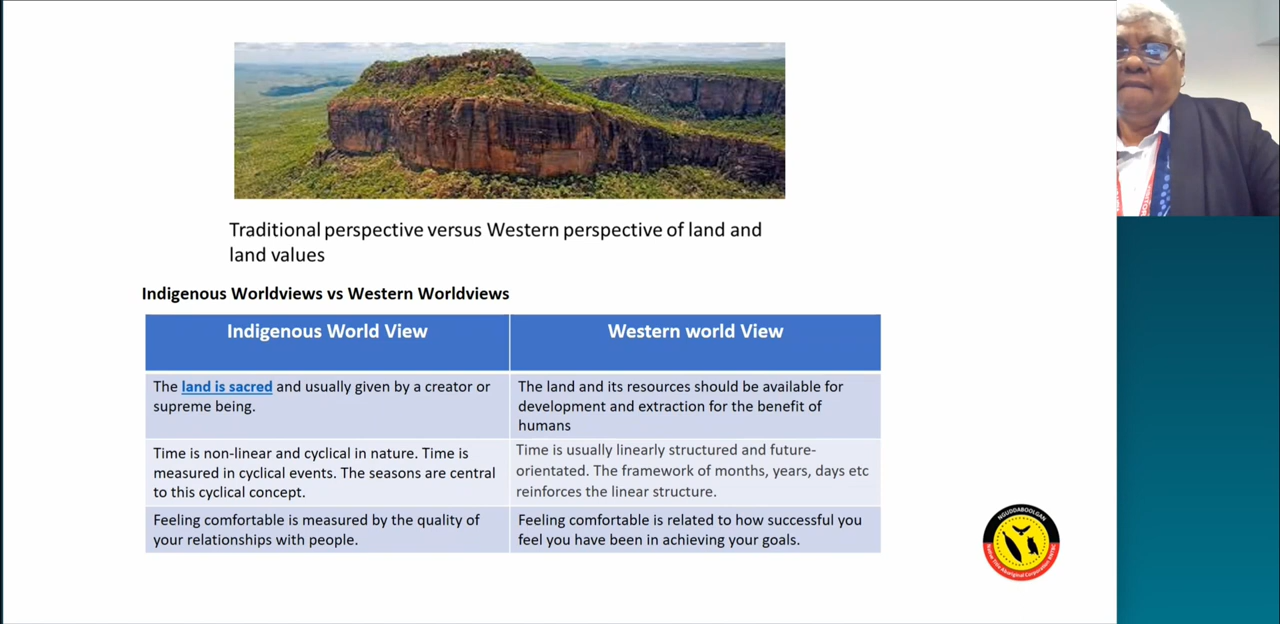 Traditional perspective versus Western perspective of land and
land values
Indigenous Worldviews vs Western Worldviews
Indigenous World View
Western world View
The land is sacred and usually given by a creator or
supreme being.
The land and its resources should be available for
development and extraction for the benefit of
humans
Time is non-linear and cyclical in nature. Time is
measured in cyclical events. The seasons are central
to this cyclical concept.
Time is usually linearly structured and future-
orientated. The framework of months, years, days etc
reinforces the linear structure.
Feeling comfortable is measured by the quality of
your relationships with people.
Feeling comfortable is related to how successful you
feel you have been in achieving your goals.
NGUDDABOOLGAN
Native Title Aboriginal Corporation